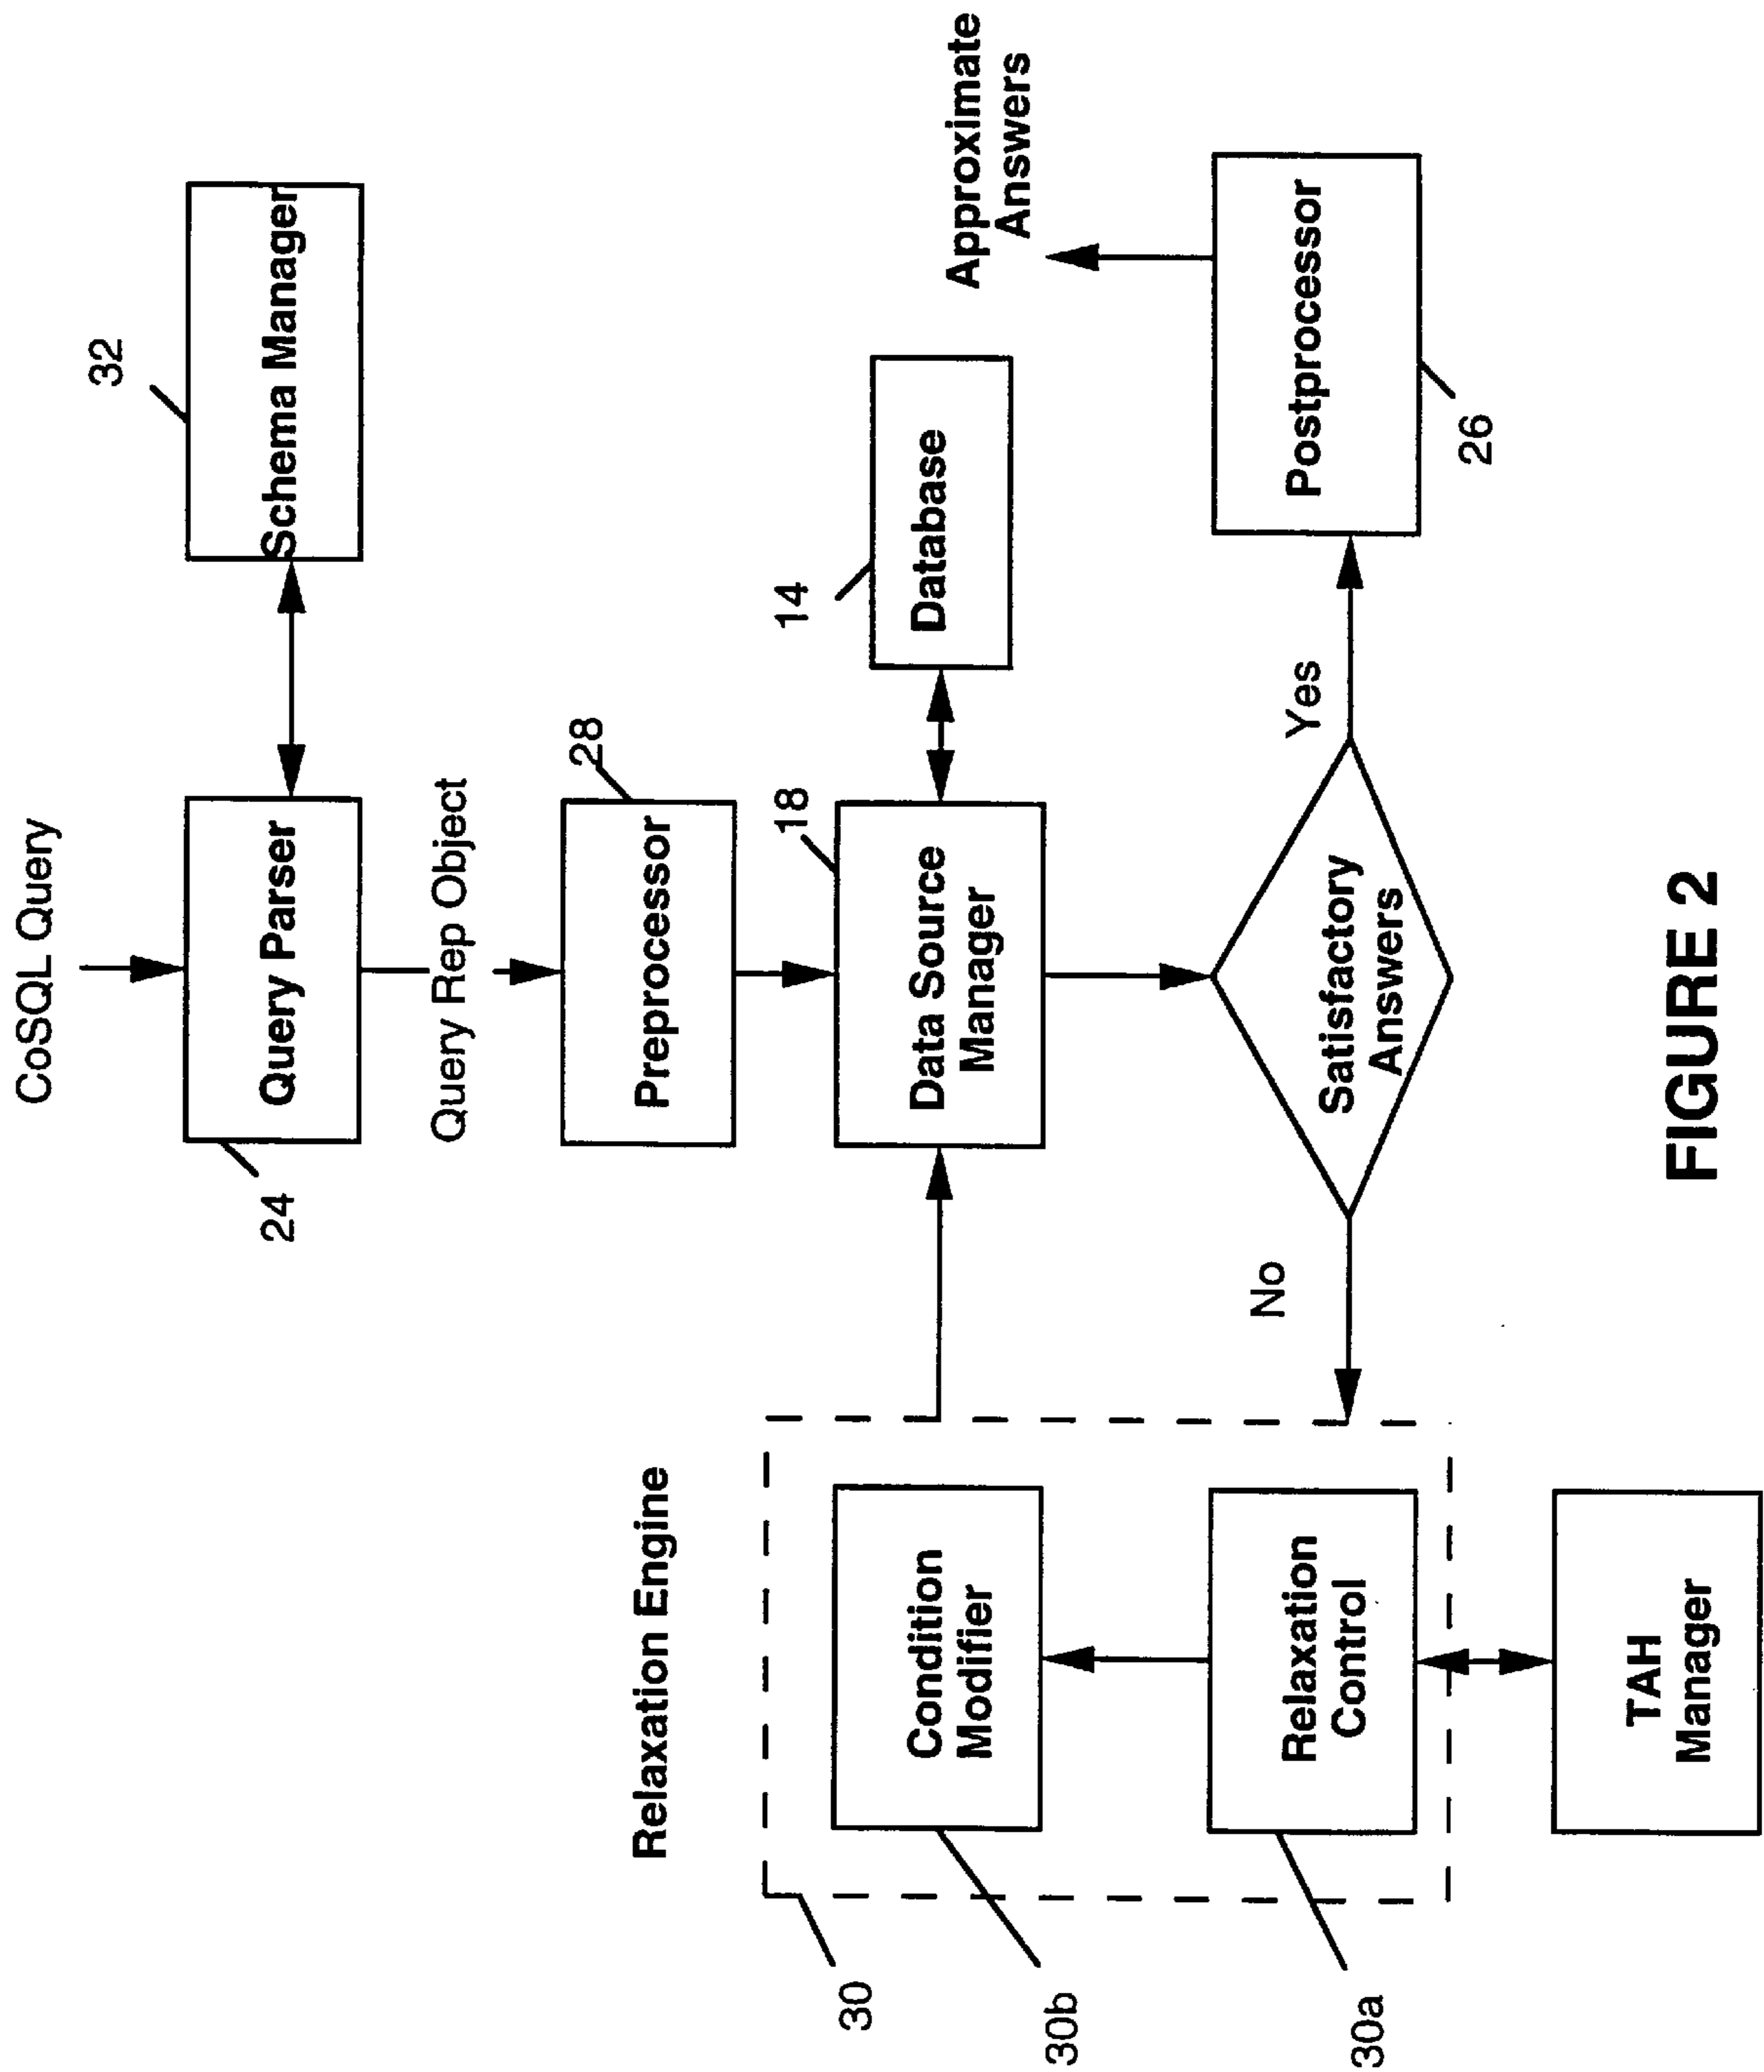 CoSQL Query
32
24
Query Parser
Schema Manager
Query Rep Object
28
Preprocessor
Relaxation Engine
30
18
14
Condition
Modifier
Data Source
Manager
Database
Approximate
Answers
30b
No
Yes
Relaxation
Control
Satisfactory
Answers
Postprocessor
30a
26
TAH
Manager
FIGURE 2